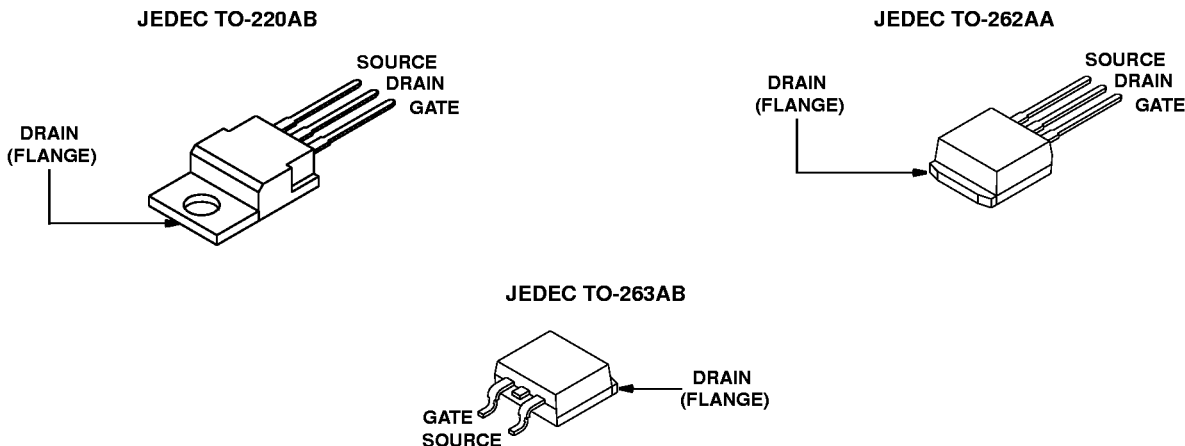 JEDEC TO-220AB
SOURCE
DRAIN
GATE
DRAIN
(FLANGE)
JEDEC TO-262AA
SOURCE
DRAIN
GATE
DRAIN
(FLANGE)
JEDEC TO-263AB
GATE
SOURCE
DRAIN
(FLANGE)